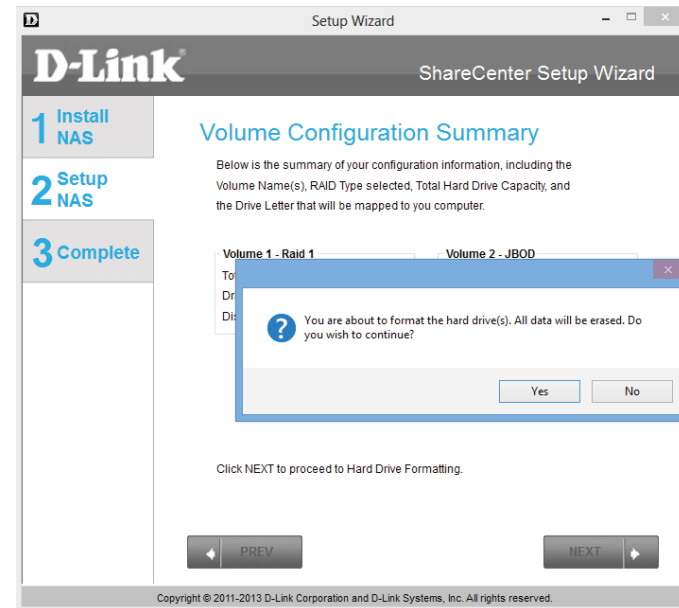 D
Setup Wizard
D-Link®
ShareCenter Setup Wizard
1 Install
NAS
2 Setup
NAS
3 Complete
Volume Configuration Summary
Below is the summary of your configuration information, including the
Volume Name(s), RAID Type selected, Total Hard Drive Capacity, and
the Drive Letter that will be mapped to you computer.
Volume 1 - Raid 1
Volume 2 - JBOD
You are about to format the hard drive(s). All data will be erased. Do
you wish to continue?
Yes
No
Click NEXT to proceed to Hard Drive Formatting.
PREV
NEXT
Copyright © 2011-2013 D-Link Corporation and D-Link Systems, Inc. All rights reserved.